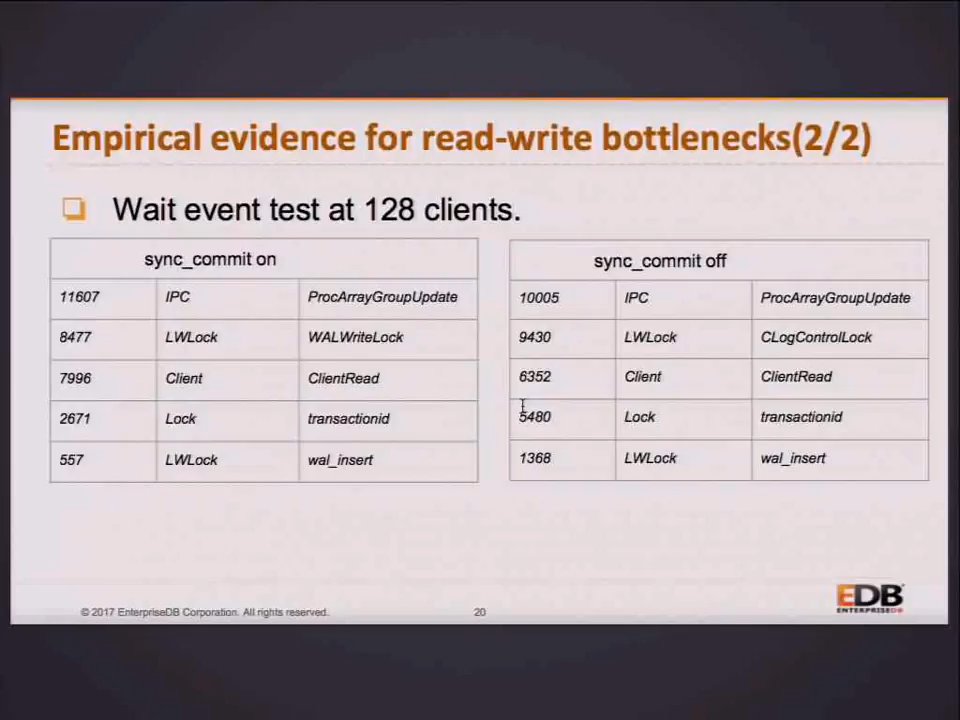 Empirical evidence for read-write bottlenecks(2/2)
Wait event test at 128 clients.
sync_commit on
11607 IPC ProcArrayGroupUpdate
8477 LWLock WALWriteLock
7996 Client ClientRead
2671 Lock transactionid
557 LWLock wal_insert
sync_commit off
10005 IPC ProcArrayGroupUpdate
9430 LWLock CLogControlLock
6352 Client ClientRead
5480 Lock transactionid
1368 LWLock wal_insert
© 2017 EnterpriseDB Corporation. All rights reserved.
20
EDB
ENTERPRISEDB